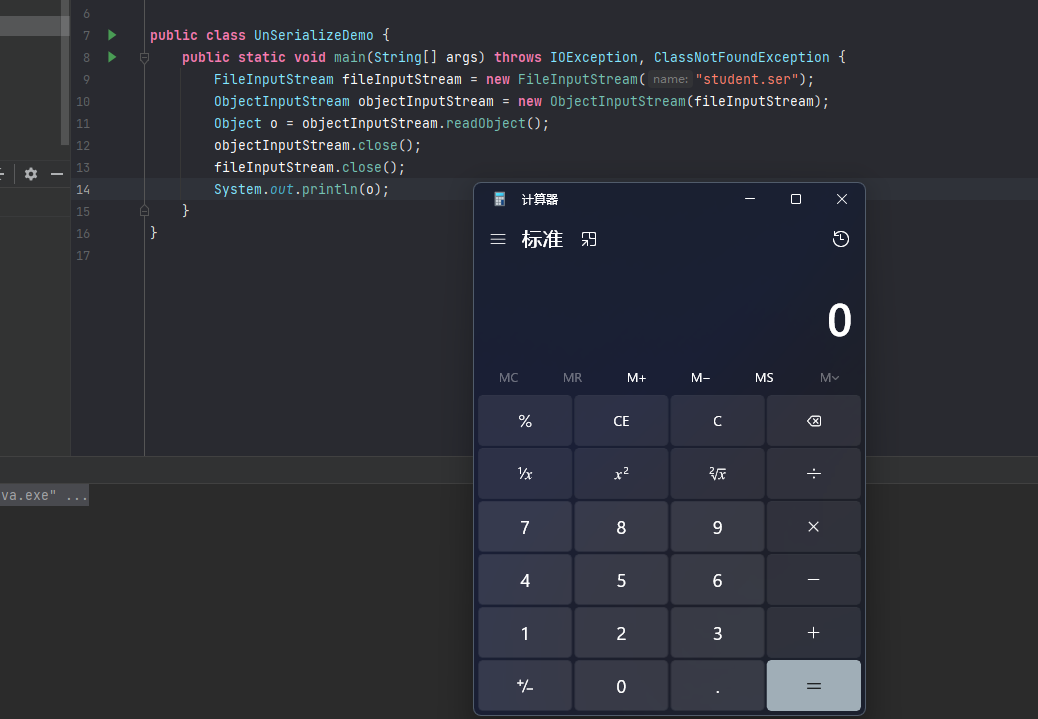 6
7 public class UnSerializeDemo {
8 public static void main(String[] args) throws IOException, ClassNotFoundException {
9 FileInputStream fileInputStream = new FileInputStream( name: "student.ser");
10 ObjectInputStream objectInputStream = new ObjectInputStream(fileInputStream);
11 Object o = objectInputStream.readObject();
12 objectInputStream.close();
13 fileInputStream.close();
14 System.out.println(o);
15 }
16 }
17
va.exe" ...
计算器
标准
0
MC MR M+ M− MS M
% CE C
¹/x x² ²√x ÷
7 8 9 ×
4 5 6 −
1 2 3 +
+/− 0 . =